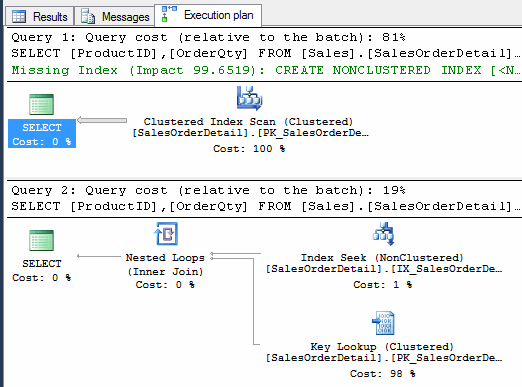 Results Messages Execution plan
Query 1: Query cost (relative to the batch): 81%
SELECT [ProductID],[OrderQty] FROM [Sales].[SalesOrderDetail]…
Missing Index (Impact 99.6519): CREATE NONCLUSTERED INDEX [<N…
SELECT
Cost: 0 %
Clustered Index Scan (Clustered)
[SalesOrderDetail].[PK_SalesOrderDe…
Cost: 100 %
Query 2: Query cost (relative to the batch): 19%
SELECT [ProductID],[OrderQty] FROM [Sales].[SalesOrderDetail]…
SELECT
Cost: 0 %
Nested Loops
(Inner Join)
Cost: 0 %
Index Seek (NonClustered)
[SalesOrderDetail].[IX_SalesOrderDe…
Cost: 1 %
Key Lookup (Clustered)
[SalesOrderDetail].[PK_SalesOrderDe…
Cost: 98 %